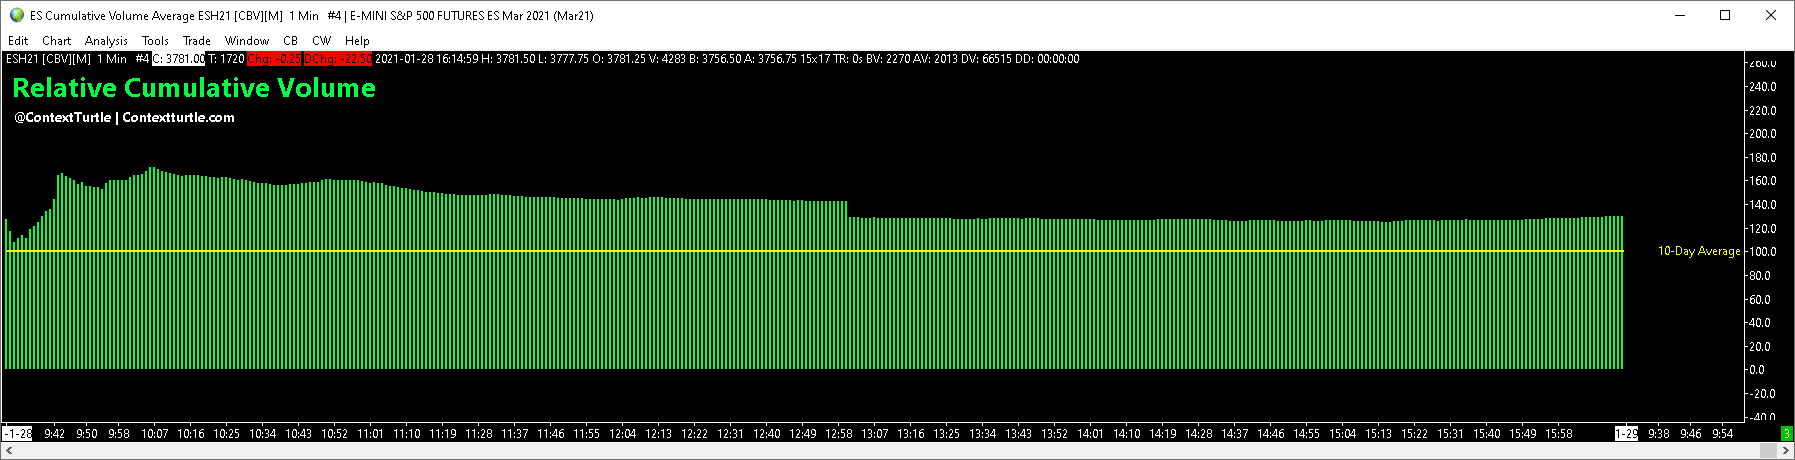 ES Cumulative Volume Average ESH21 [CBV][M]  1 Min  #4 | E-MINI S&P 500 FUTURES ES Mar 2021 (Mar21)
Edit Chart Analysis Tools Trade Window CB CW Help
ESH21 [CBV][M]  1 Min  #4 C: 3781.00 T: 1720 Chg: -0.25 DChg: -22.50 2021-01-28 16:14:59 H: 3781.50 L: 3777.75 O: 3781.25 V: 4283 B: 3756.50 A: 3756.75 15x17 TR: 0s BV: 2270 AV: 2013 DV: 66515 DD: 00:00:00
260.0
Relative Cumulative Volume
240.0
@ContextTurtle | Contextturtle.com
220.0
200.0
180.0
160.0
140.0
120.0
10-Day Average
100.0
80.0
60.0
40.0
20.0
0.0
-20.0
-40.0
-1-28 9:42 9:50 9:58 10:07 10:16 10:25 10:34 10:43 10:52 11:01 11:10 11:19 11:28 11:37 11:46 11:55 12:04 12:13 12:22 12:31 12:40 12:49 12:58 13:07 13:16 13:25 13:34 13:43 13:52 14:01 14:10 14:19 14:28 14:37 14:46 14:55 15:04 15:13 15:22 15:31 15:40 15:49 15:58 1-29 9:38 9:46 9:54 3